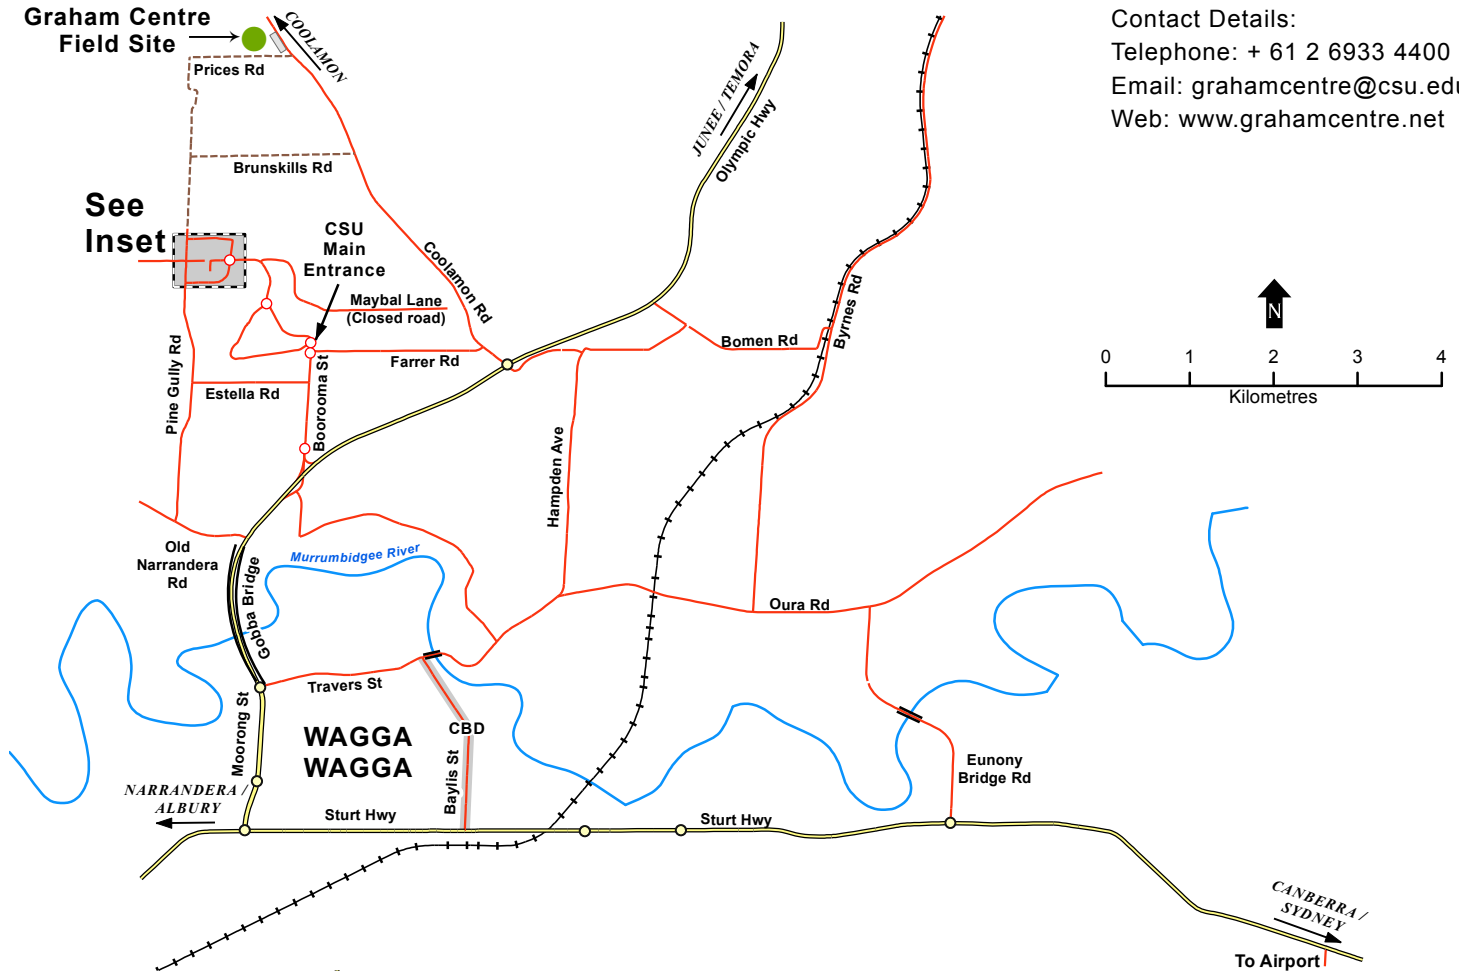 Graham Centre
Field Site
COOLAMON
Prices Rd
Brunskills Rd
See
Inset
CSU
Main
Entrance
Maybal Lane
(Closed road)
Coolamon Rd
Farrer Rd
Estella Rd
Pine Gully Rd
Boorooma St
JUNEE / TEMORA
Olympic Hwy
Bomen Rd
Byrnes Rd
Hampden Ave
Contact Details:
Telephone: + 61 2 6933 4400
Email: grahamcentre@csu.edu
Web: www.grahamcentre.net
N
0 1 2 3 4
Kilometres
Old
Narrandera
Rd
Gobba Bridge
Murrumbidgee River
Oura Rd
Travers St
Moorong St
WAGGA
WAGGA
CBD
Baylis St
Eunony
Bridge Rd
NARRANDERA /
ALBURY
Sturt Hwy
Sturt Hwy
CANBERRA /
SYDNEY
To Airport